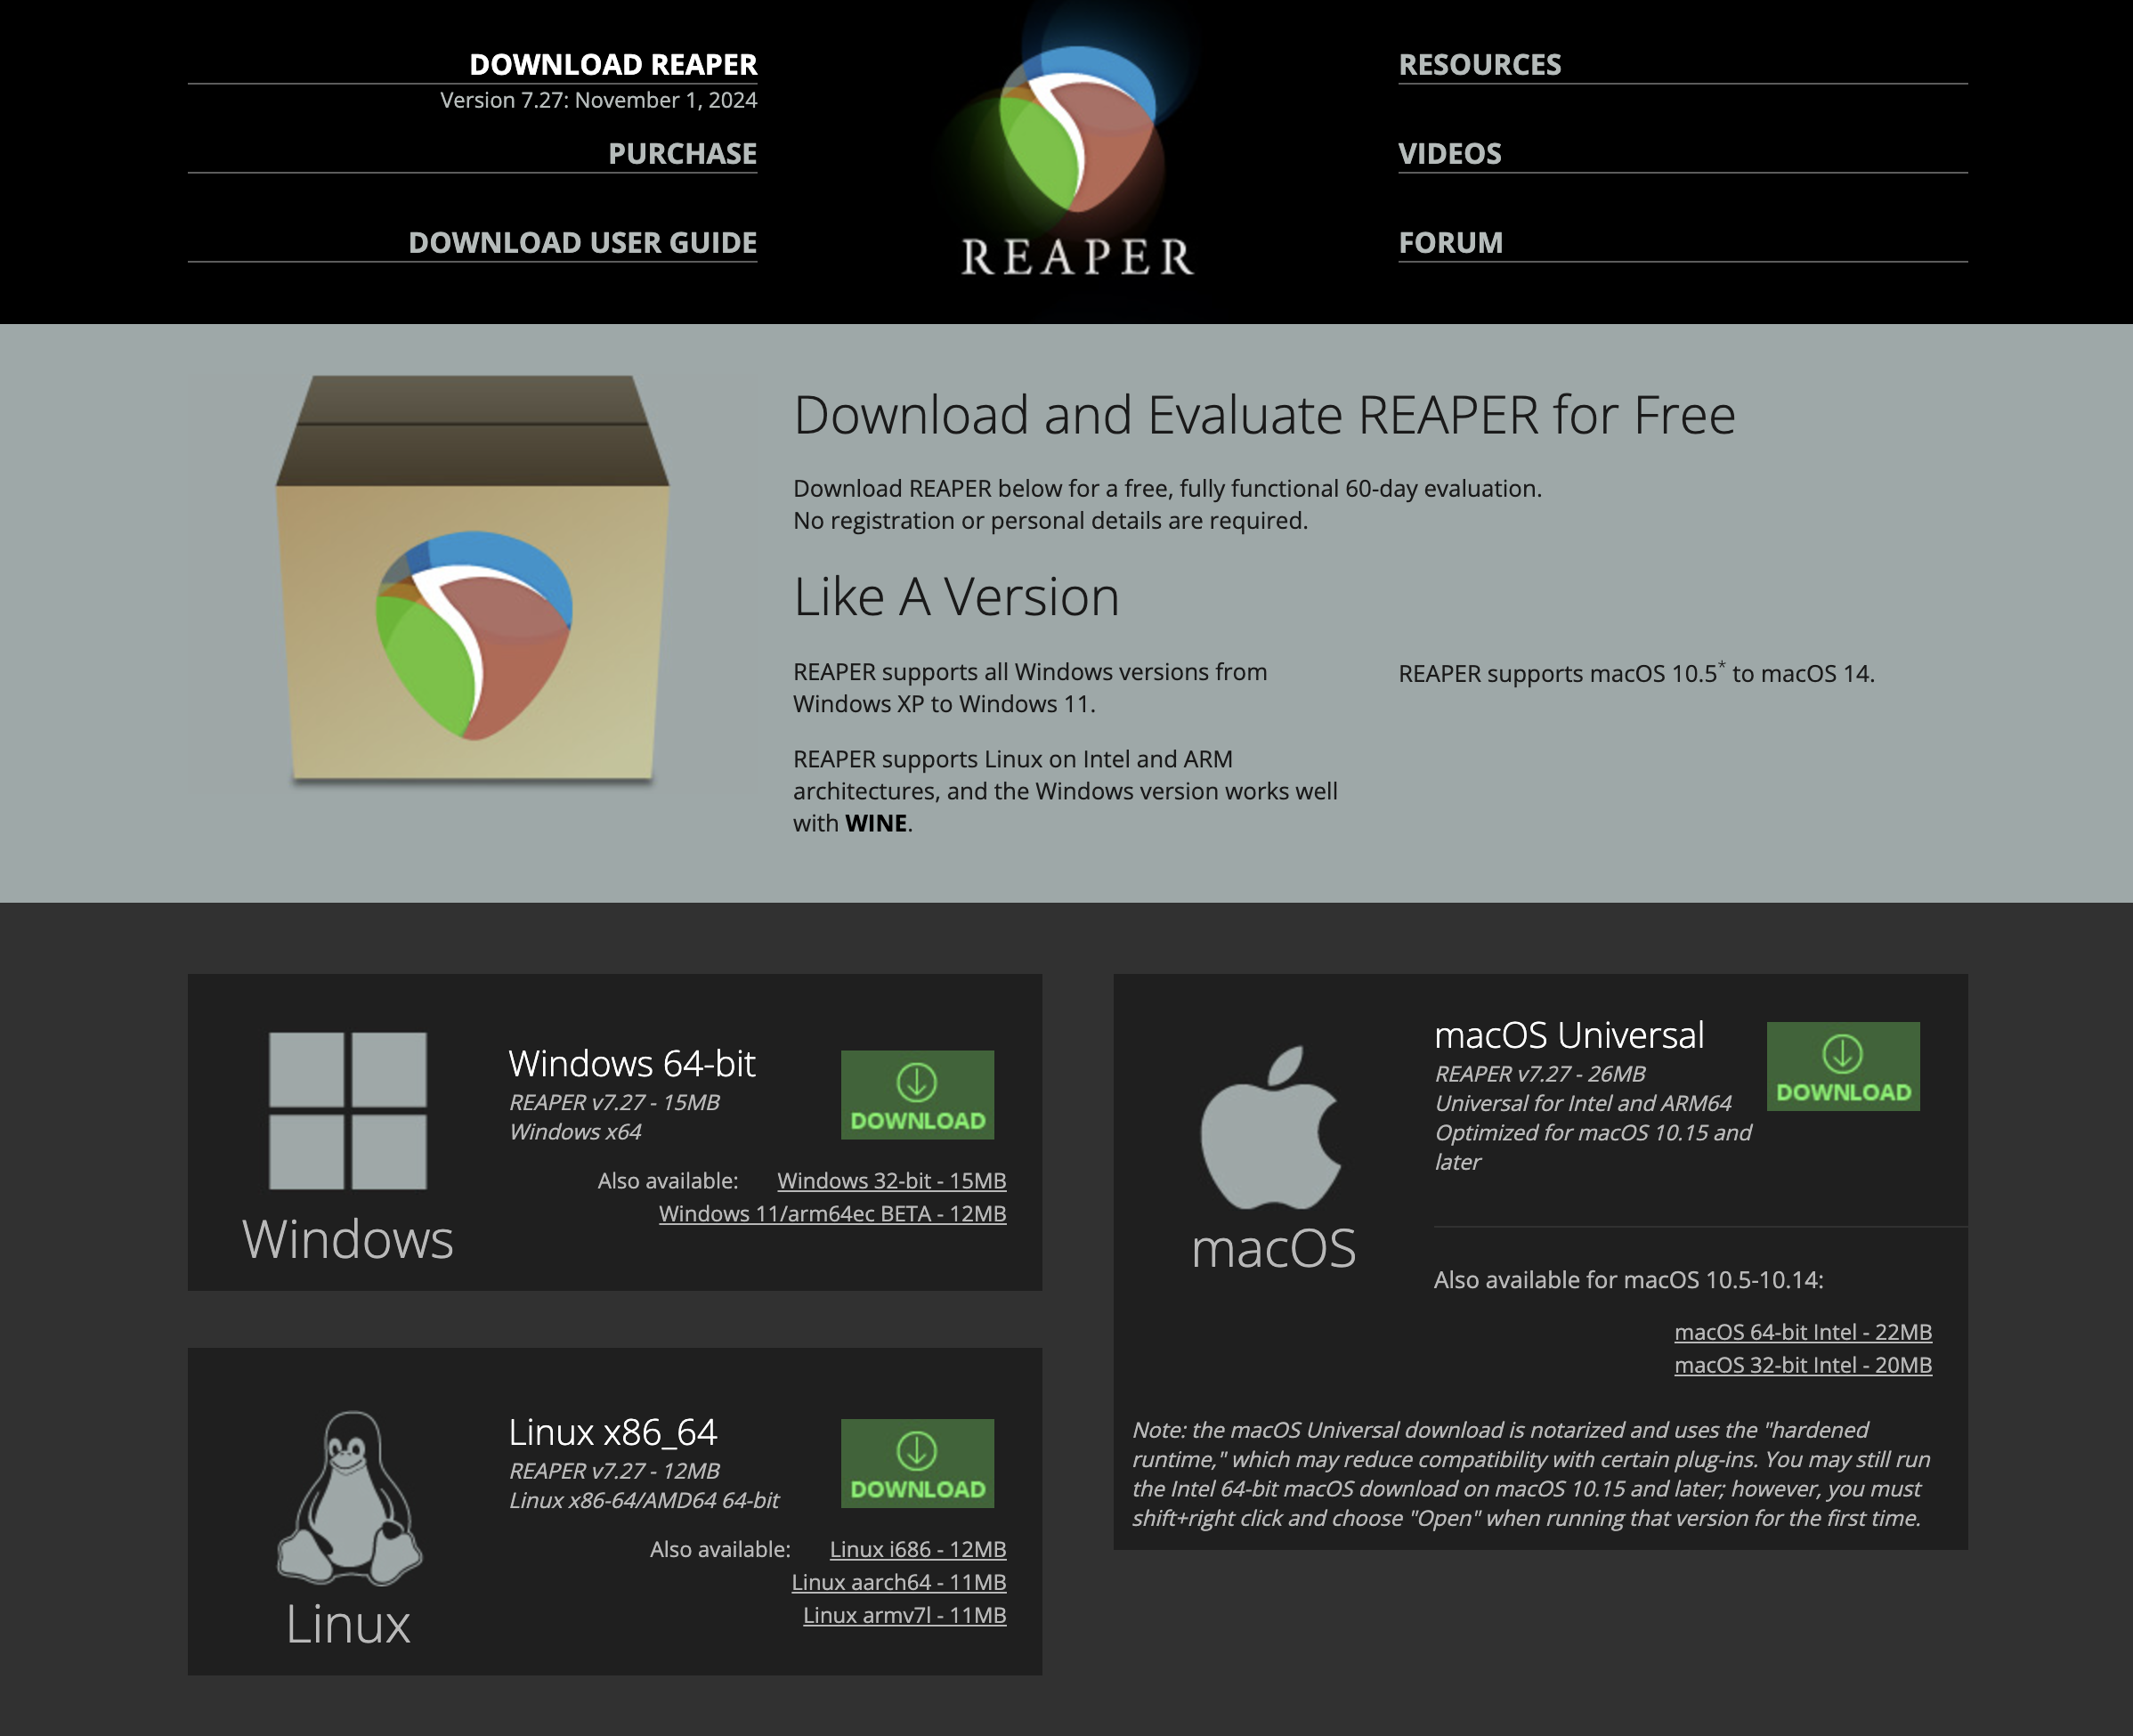 DOWNLOAD REAPER
Version 7.27: November 1, 2024
PURCHASE
DOWNLOAD USER GUIDE
REAPER
RESOURCES
VIDEOS
FORUM
Download and Evaluate REAPER for Free
Download REAPER below for a free, fully functional 60-day evaluation.
No registration or personal details are required.
Like A Version
REAPER supports all Windows versions from
Windows XP to Windows 11.
REAPER supports Linux on Intel and ARM
architectures, and the Windows version works well
with WINE.
REAPER supports macOS 10.5* to macOS 14.
Windows
Windows 64-bit
REAPER v7.27 - 15MB
Windows x64
DOWNLOAD
Also available: Windows 32-bit - 15MB
Windows 11/arm64ec BETA - 12MB
Linux
Linux x86_64
REAPER v7.27 - 12MB
Linux x86-64/AMD64 64-bit
DOWNLOAD
Also available: Linux i686 - 12MB
Linux aarch64 - 11MB
Linux armv7l - 11MB
macOS
macOS Universal
REAPER v7.27 - 26MB
Universal for Intel and ARM64
Optimized for macOS 10.15 and
later
DOWNLOAD
Also available for macOS 10.5-10.14:
macOS 64-bit Intel - 22MB
macOS 32-bit Intel - 20MB
Note: the macOS Universal download is notarized and uses the "hardened
runtime," which may reduce compatibility with certain plug-ins. You may still run
the Intel 64-bit macOS download on macOS 10.15 and later; however, you must
shift+right click and choose "Open" when running that version for the first time.